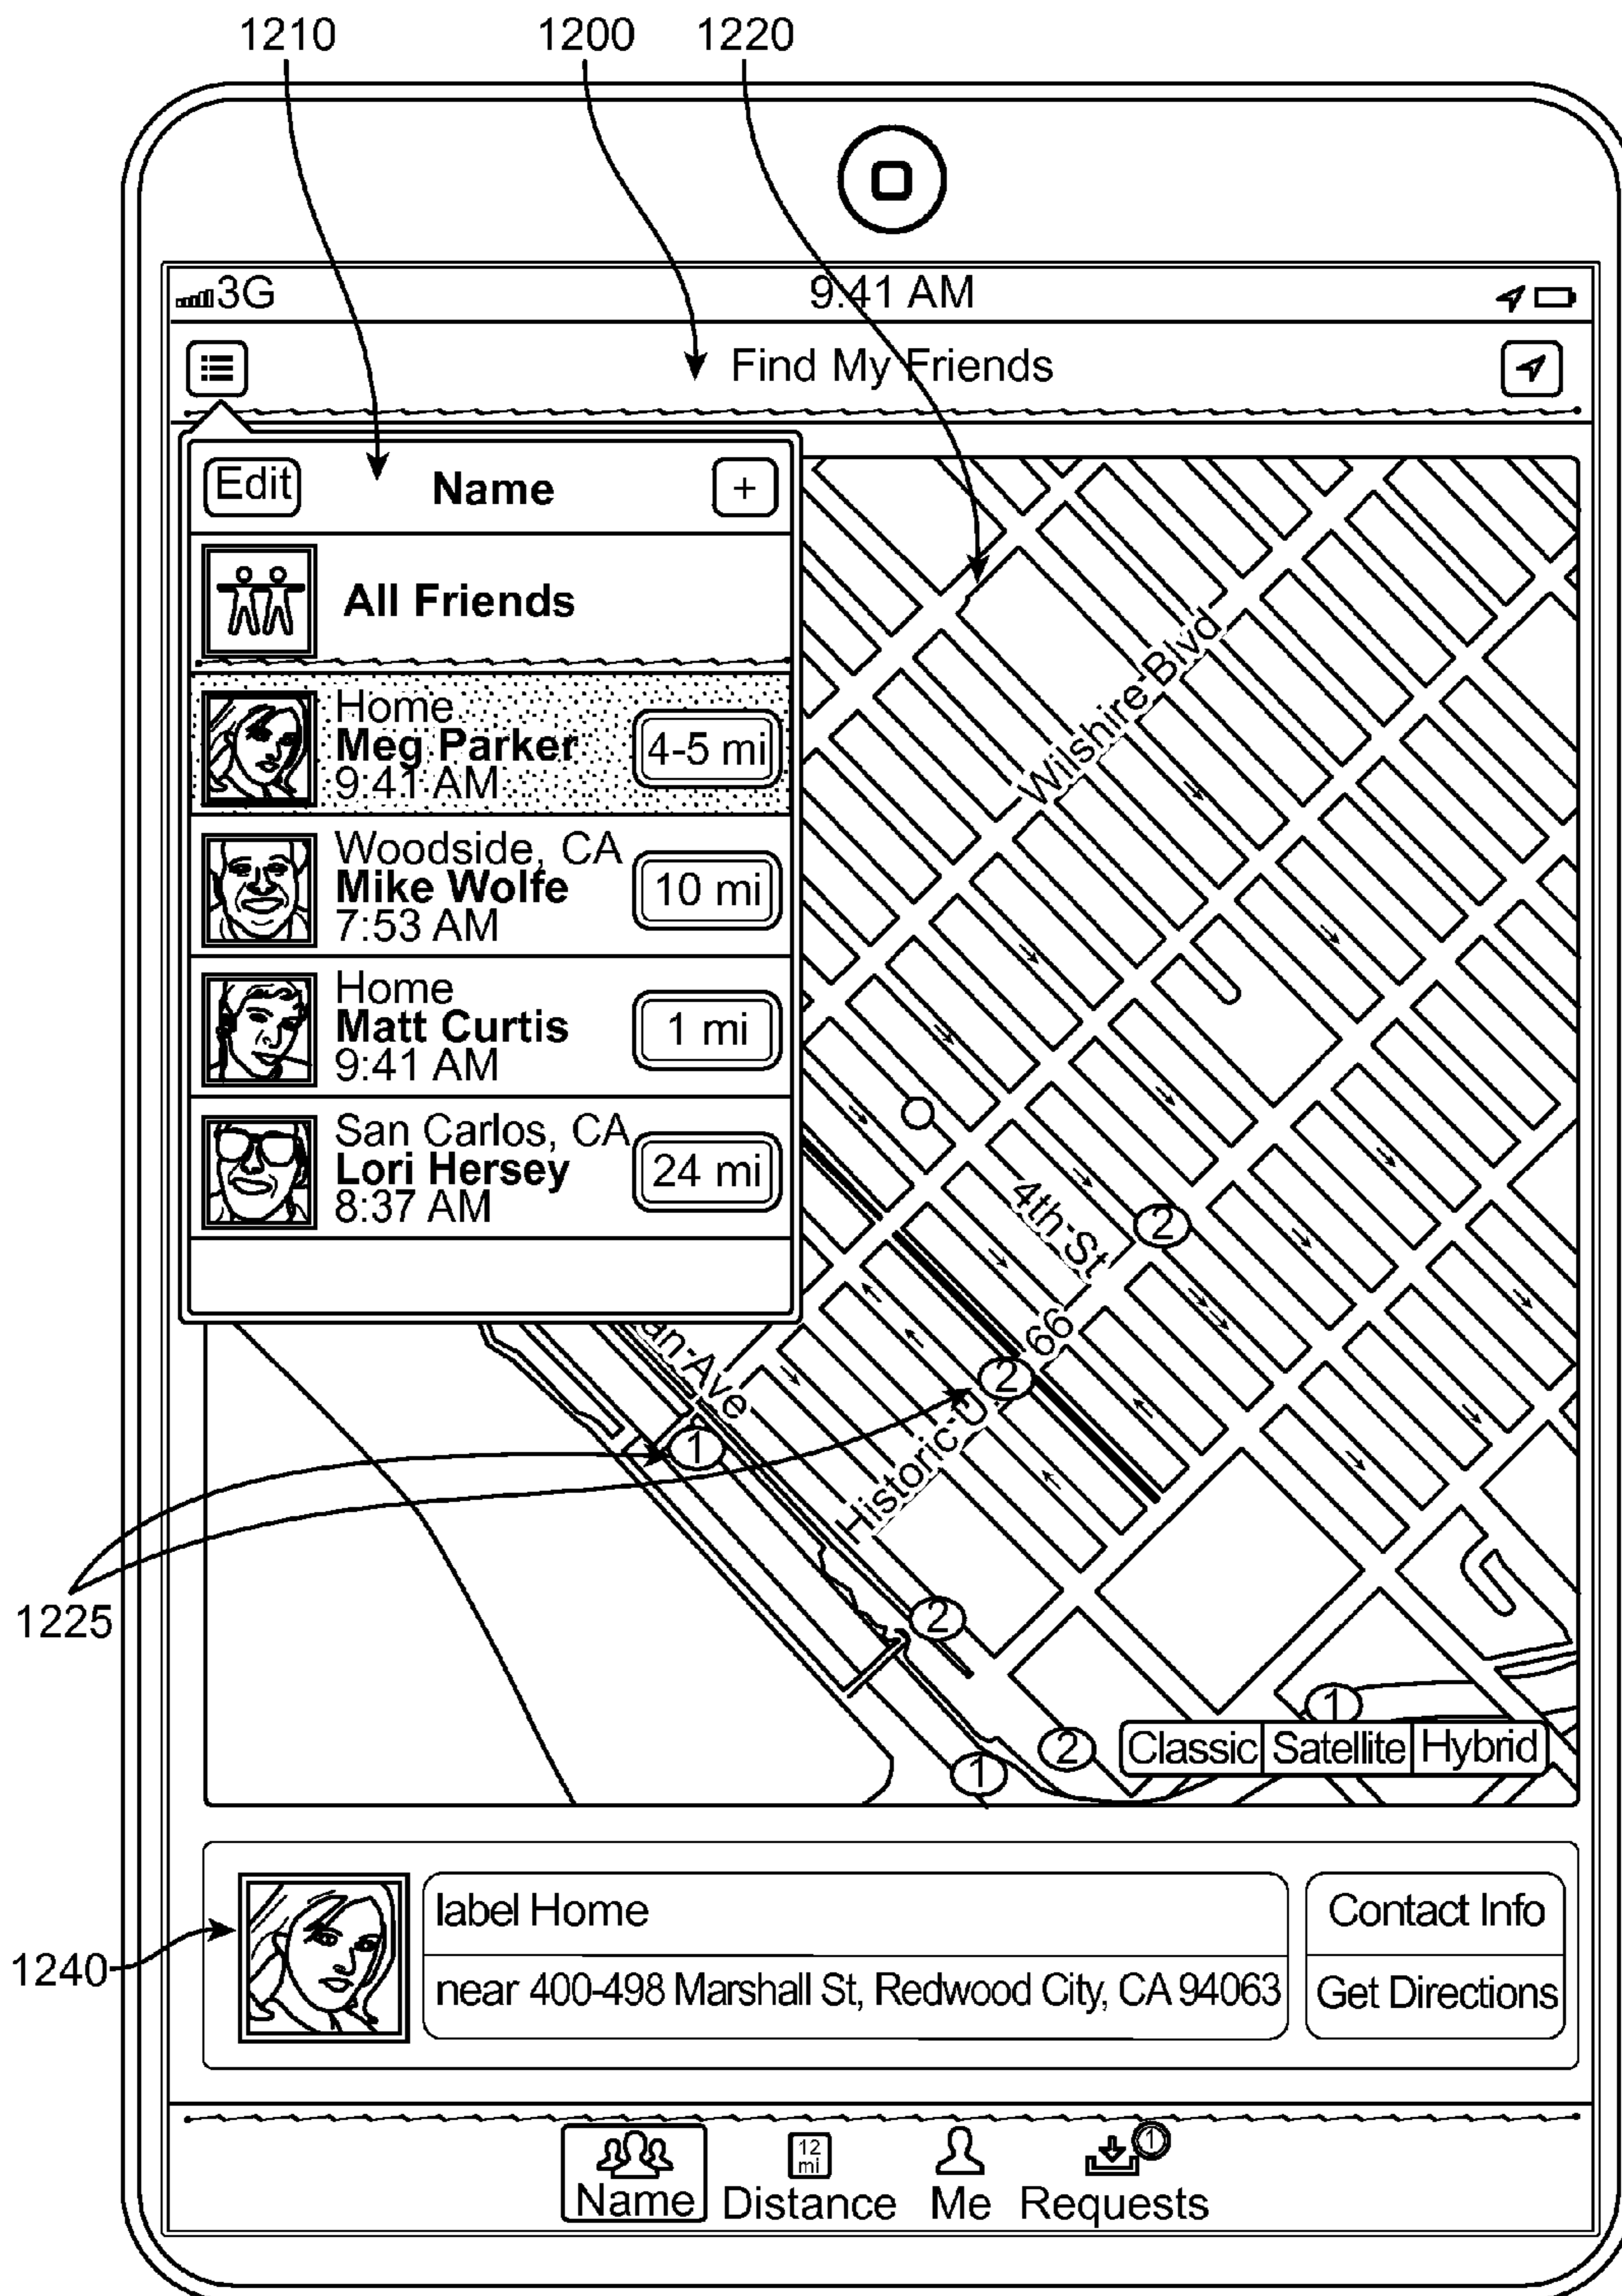 1210 1200 1220
3G 9:41 AM
Find My Friends
Edit Name +
All Friends
Home
Meg Parker
9:41 AM
4-5 mi
Woodside, CA
Mike Wolfe
7:53 AM
10 mi
Home
Matt Curtis
9:41 AM
1 mi
San Carlos, CA
Lori Hersey
8:37 AM
24 mi
Wilshire Blvd
4th St
2
66
2
Historic U
an Ave
1
1225
2
1
2
1
Classic Satellite Hybrid
1240
label Home
near 400-498 Marshall St, Redwood City, CA 94063
Contact Info
Get Directions
12
mi
1
Name Distance Me Requests